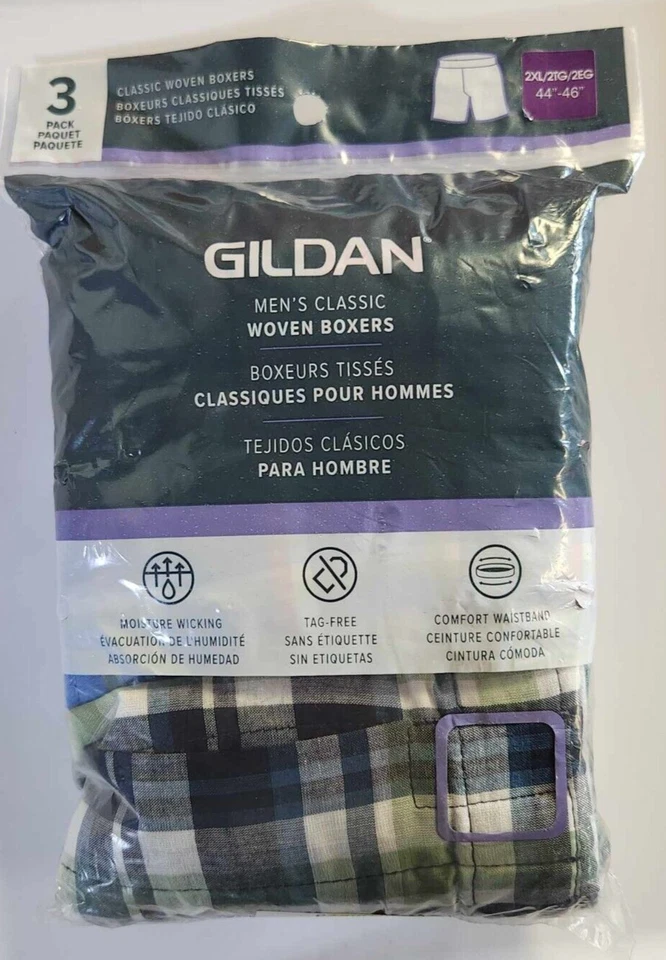 3
PACK
PAQUET
PAQUETE
CLASSIC WOVEN BOXERS
BOXEURS CLASSIQUES TISSÉS
BÓXERS TEJIDO CLÁSICO
2XL/2TG/2EG
44"-46"
GILDAN®
MEN'S CLASSIC
WOVEN BOXERS
BOXEURS TISSÉS
CLASSIQUES POUR HOMMES
TEJIDOS CLÁSICOS
PARA HOMBRE
MOISTURE WICKING
ÉVACUATION DE L'HUMIDITÉ
ABSORCIÓN DE HUMEDAD
TAG-FREE
SANS ÉTIQUETTE
SIN ETIQUETAS
COMFORT WAISTBAND
CEINTURE CONFORTABLE
CINTURA CÓMODA